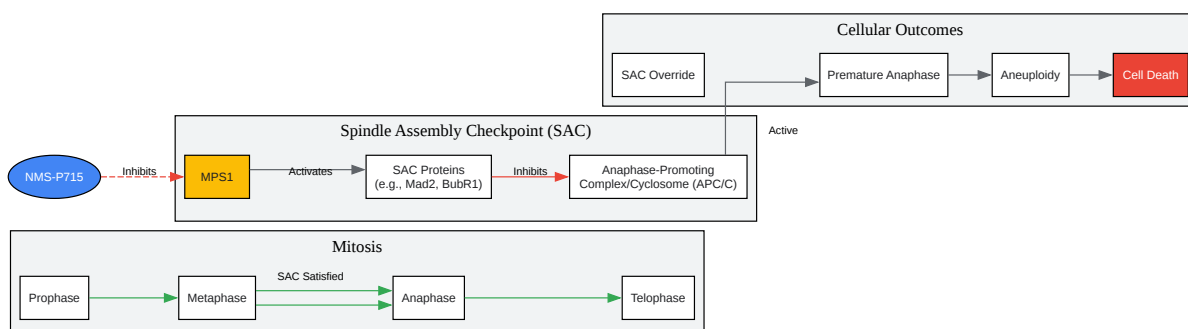 Cellular Outcomes
SAC Override
Premature Anaphase
Aneuploidy
Cell Death
Spindle Assembly Checkpoint (SAC)
Active
NMS-P715
Inhibits
MPS1
Activates
SAC Proteins
(e.g., Mad2, BubR1)
Inhibits
Anaphase-Promoting
Complex/Cyclosome (APC/C)
Mitosis
Prophase
Metaphase
SAC Satisfied
Anaphase
Telophase